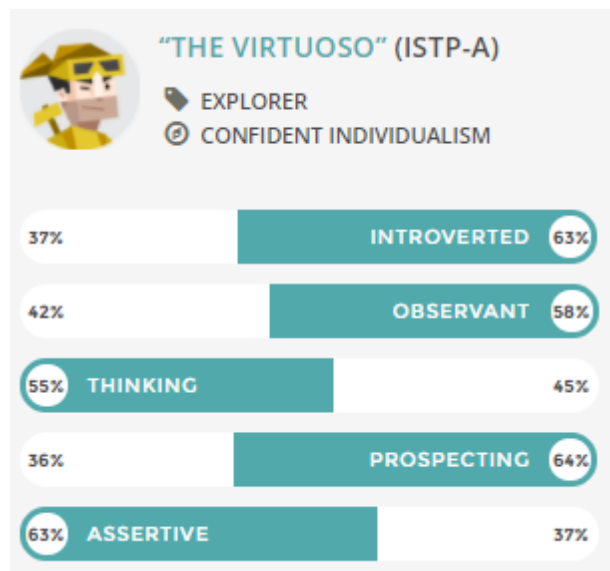 “THE VIRTUOSO” (ISTP-A)
EXPLORER
CONFIDENT INDIVIDUALISM
37% INTROVERTED 63%
42% OBSERVANT 58%
55% THINKING 45%
36% PROSPECTING 64%
63% ASSERTIVE 37%